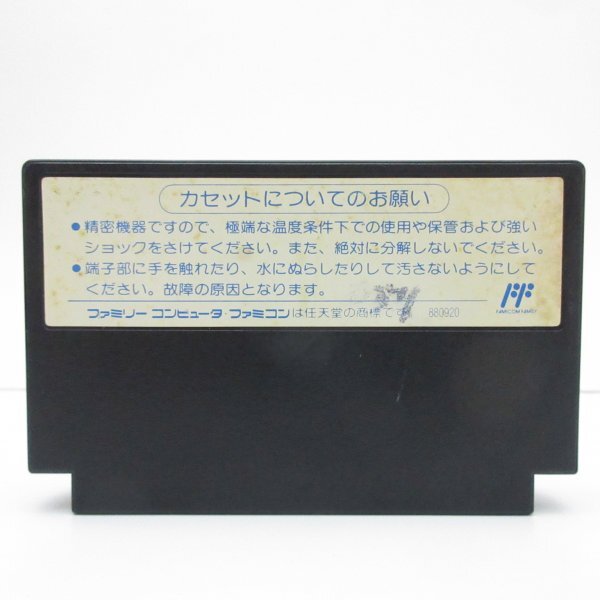 カセットについてのお願い
●精密機器ですので、極端な温度条件下での使用や保管および強い
ショックをさけてください。また、絶対に分解しないでください。
●端子部に手を触れたり、水にぬらしたりして汚さないようにして
ください。故障の原因となります。
ファミリー コンピュータ・ファミコンは任天堂の商標です 880920
FAMICOM FAMILY